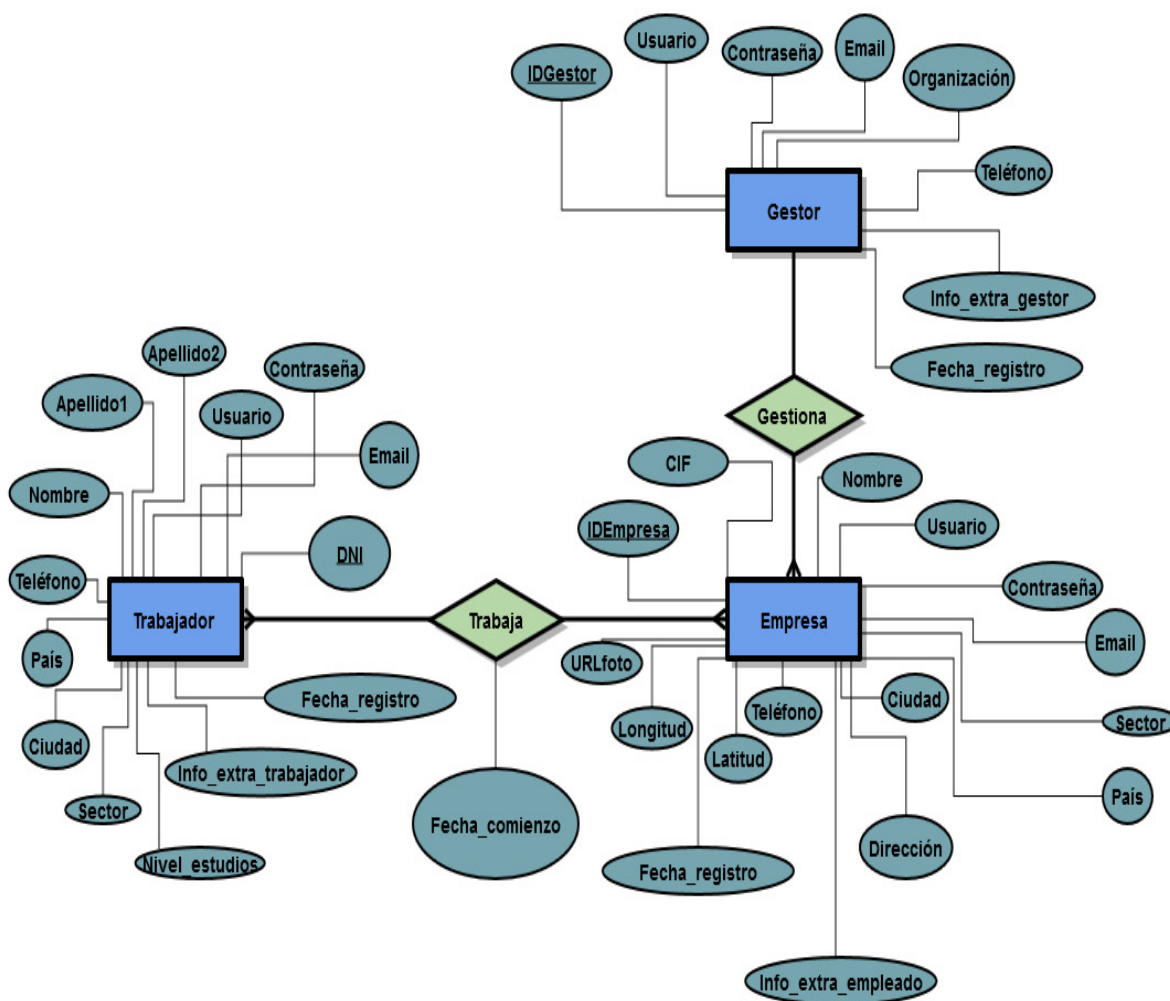 Usuario
Contraseña
Email
IDGestor
Organización
Teléfono
Gestor
Info_extra_gestor
Fecha_registro
Gestiona
Apellido2
Contraseña
Apellido1
Usuario
Email
Nombre
DNI
Teléfono
Trabajador
País
Fecha_registro
Ciudad
Info_extra_trabajador
Sector
Nivel_estudios
Trabaja
Fecha_comienzo
CIF
Nombre
IDEmpresa
Usuario
Contraseña
Empresa
Email
URLfoto
Ciudad
Teléfono
Longitud
Sector
Latitud
País
Dirección
Fecha_registro
Info_extra_empleado